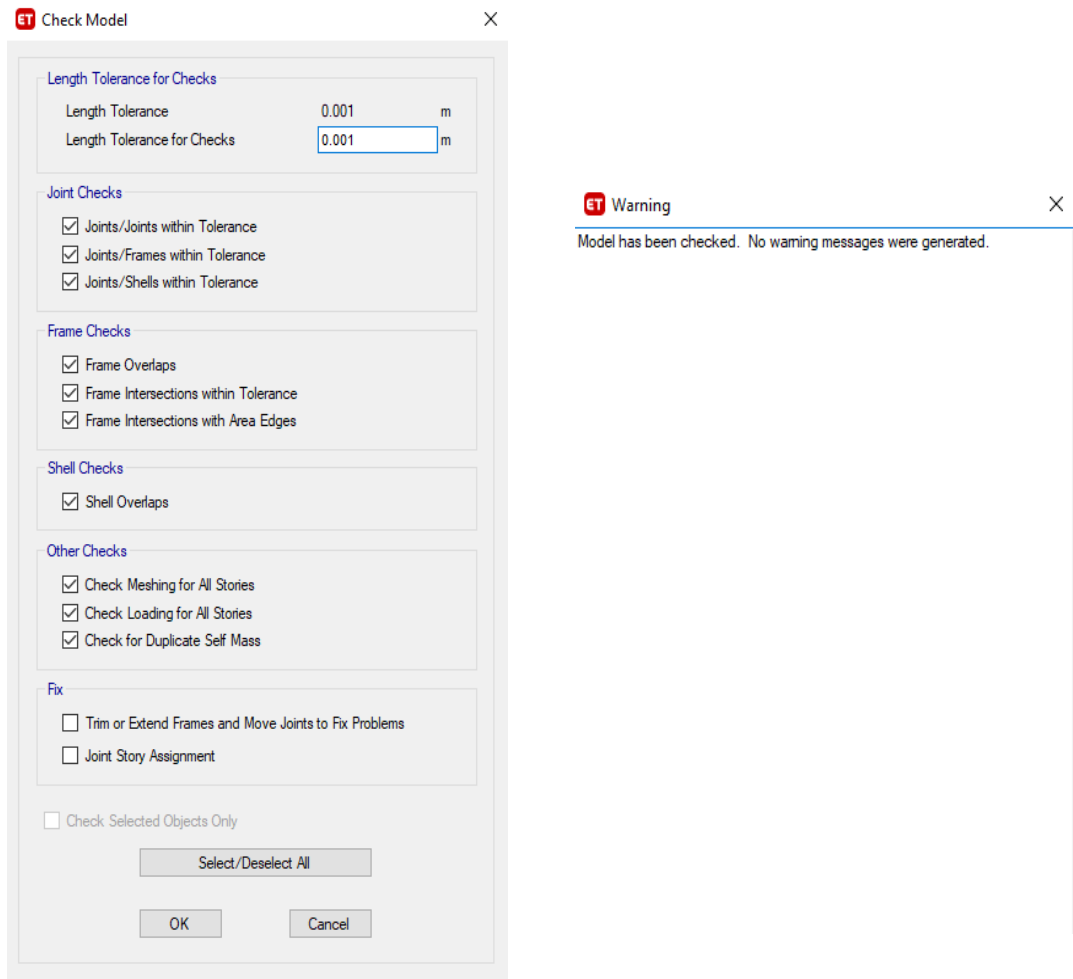 ET Check Model
Length Tolerance for Checks
Length Tolerance 0.001 m
Length Tolerance for Checks 0.001 m
Joint Checks
Joints/Joints within Tolerance
Joints/Frames within Tolerance
Joints/Shells within Tolerance
Frame Checks
Frame Overlaps
Frame Intersections within Tolerance
Frame Intersections with Area Edges
Shell Checks
Shell Overlaps
Other Checks
Check Meshing for All Stories
Check Loading for All Stories
Check for Duplicate Self Mass
Fix
Trim or Extend Frames and Move Joints to Fix Problems
Joint Story Assignment
Check Selected Objects Only
Select/Deselect All
OK Cancel
ET Warning
Model has been checked. No warning messages were generated.